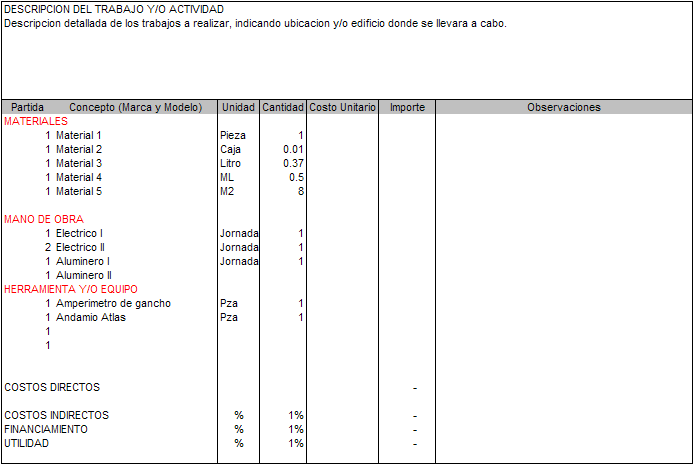 DESCRIPCION DEL TRABAJO Y/O ACTIVIDAD
Descripcion detallada de los trabajos a realizar, indicando ubicacion y/o edificio donde se llevara a cabo.
Partida Concepto (Marca y Modelo) Unidad Cantidad Costo Unitario Importe Observaciones
MATERIALES
1 Material 1 Pieza 1
1 Material 2 Caja 0.01
1 Material 3 Litro 0.37
1 Material 4 ML 0.5
1 Material 5 M2 8
MANO DE OBRA
1 Electrico I Jornada 1
2 Electrico II Jornada 1
1 Aluminero I Jornada 1
1 Aluminero II
HERRAMIENTA Y/O EQUIPO
1 Amperimetro de gancho Pza 1
1 Andamio Atlas Pza 1
1
1
COSTOS DIRECTOS -
COSTOS INDIRECTOS % 1% -
FINANCIAMIENTO % 1% -
UTILIDAD % 1% -